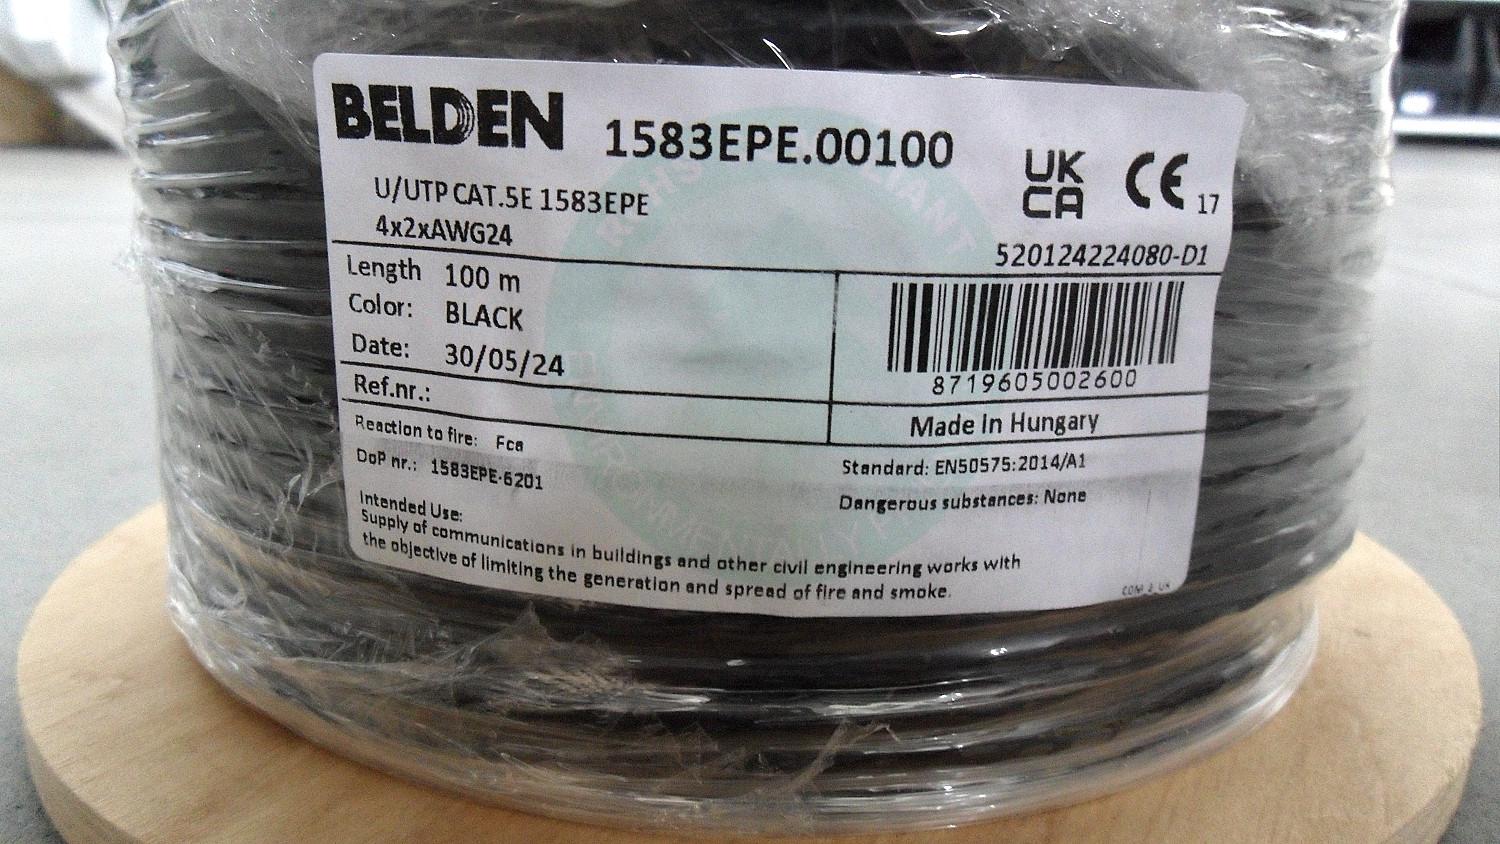 BELDEN 1583EPE.00100
UK
CA
CE 17
U/UTP CAT.5E 1583EPE
4x2xAWG24
520124224080-D1
Length 100 m
Color: BLACK
Date: 30/05/24
8719605002600
Ref.nr.:
Made In Hungary
Reaction to fire: Fca
Standard: EN50575:2014/A1
DoP nr.: 1583EPE-6201
Dangerous substances: None
Intended Use:
Supply of communications in buildings and other civil engineering works with
the objective of limiting the generation and spread of fire and smoke.